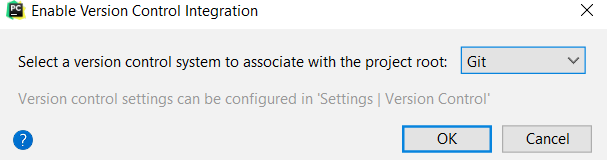 PC Enable Version Control Integration
Select a version control system to associate with the project root: Git
Version control settings can be configured in 'Settings | Version Control'
? OK Cancel